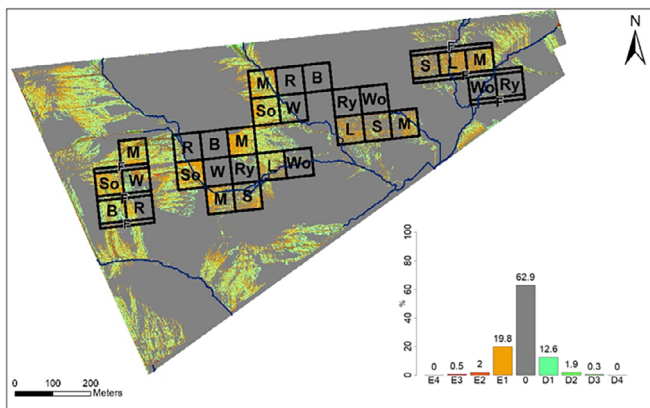 N
F
S L M
F
Wo Ry
F
M R B
So W
Ry Wo
L S M
R B M
So W Ry L Wo
M S
M
F
So W
B R
F
100
80
60
40
20
0
%
0 0.5 2 19.8 62.9 12.6 1.9 0.3 0
E4 E3 E2 E1 0 D1 D2 D3 D4
0 100 200
Meters